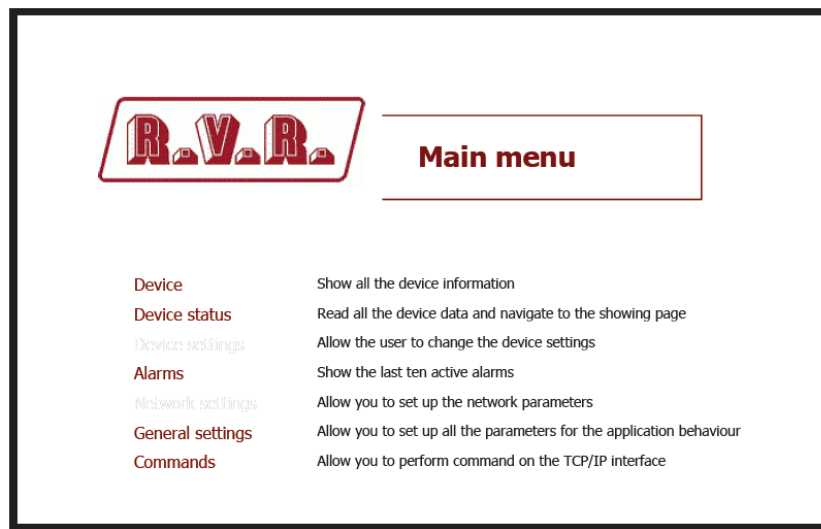 R.V.R.
Main menu
Device Show all the device information
Device status Read all the device data and navigate to the showing page
Device settings Allow the user to change the device settings
Alarms Show the last ten active alarms
Network settings Allow you to set up the network parameters
General settings Allow you to set up all the parameters for the application behaviour
Commands Allow you to perform command on the TCP/IP interface